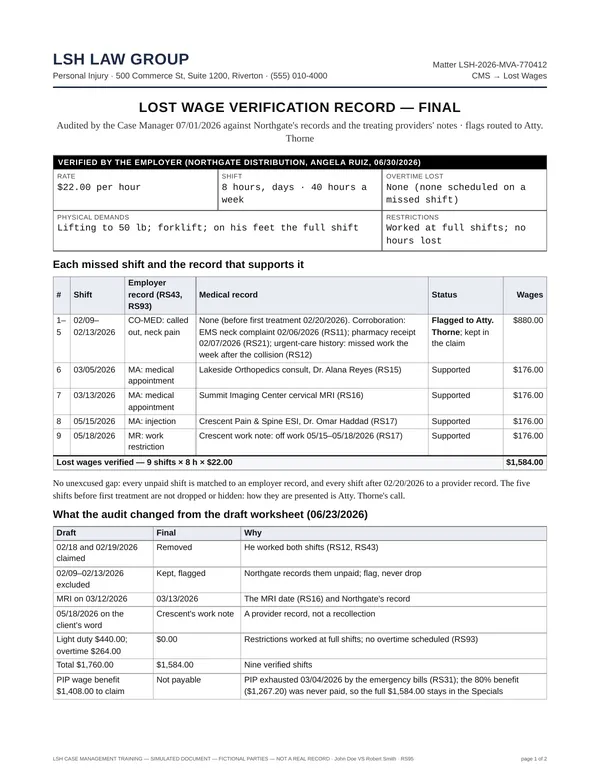 LSH LAW GROUP
Personal Injury · 500 Commerce St, Suite 1200, Riverton · (555) 010-4000
Matter LSH-2026-MVA-770412
CMS → Lost Wages
LOST WAGE VERIFICATION RECORD — FINAL
Audited by the Case Manager 07/01/2026 against Northgate's records and the treating providers' notes · flags routed to Atty.
Thorne
VERIFIED BY THE EMPLOYER (NORTHGATE DISTRIBUTION, ANGELA RUIZ, 06/30/2026)
RATE
$22.00 per hour
SHIFT
8 hours, days · 40 hours a
week
OVERTIME LOST
None (none scheduled on a
missed shift)
PHYSICAL DEMANDS
Lifting to 50 lb; forklift; on his feet the full shift
RESTRICTIONS
Worked at full shifts; no
hours lost
Each missed shift and the record that supports it
# Shift Employer record (RS43, RS93) Medical record Status Wages
1–5 02/09–02/13/2026 CO-MED: called out, neck pain None (before first treatment 02/20/2026). Corroboration: EMS neck complaint 02/06/2026 (RS11); pharmacy receipt 02/07/2026 (RS21); urgent-care history: missed work the week after the collision (RS12) Flagged to Atty. Thorne; kept in the claim $880.00
6 03/05/2026 MA: medical appointment Lakeside Orthopedics consult, Dr. Alana Reyes (RS15) Supported $176.00
7 03/13/2026 MA: medical appointment Summit Imaging Center cervical MRI (RS16) Supported $176.00
8 05/15/2026 MA: injection Crescent Pain & Spine ESI, Dr. Omar Haddad (RS17) Supported $176.00
9 05/18/2026 MR: work restriction Crescent work note: off work 05/15–05/18/2026 (RS17) Supported $176.00
Lost wages verified — 9 shifts × 8 h × $22.00 $1,584.00
No unexcused gap: every unpaid shift is matched to an employer record, and every shift after 02/20/2026 to a provider record. The five
shifts before first treatment are not dropped or hidden: how they are presented is Atty. Thorne's call.
What the audit changed from the draft worksheet (06/23/2026)
Draft Final Why
02/18 and 02/19/2026 claimed Removed He worked both shifts (RS12, RS43)
02/09–02/13/2026 excluded Kept, flagged Northgate records them unpaid; flag, never drop
MRI on 03/12/2026 03/13/2026 The MRI date (RS16) and Northgate's record
05/18/2026 on the client's word Crescent's work note A provider record, not a recollection
Light duty $440.00; overtime $264.00 $0.00 Restrictions worked at full shifts; no overtime scheduled (RS93)
Total $1,760.00 $1,584.00 Nine verified shifts
PIP wage benefit $1,408.00 to claim Not payable PIP exhausted 03/04/2026 by the emergency bills (RS31); the 80% benefit ($1,267.20) was never paid, so the full $1,584.00 stays in the Specials
LSH CASE MANAGEMENT TRAINING — SIMULATED DOCUMENT — FICTIONAL PARTIES — NOT A REAL RECORD · John Doe VS Robert Smith · RS95
page 1 of 2